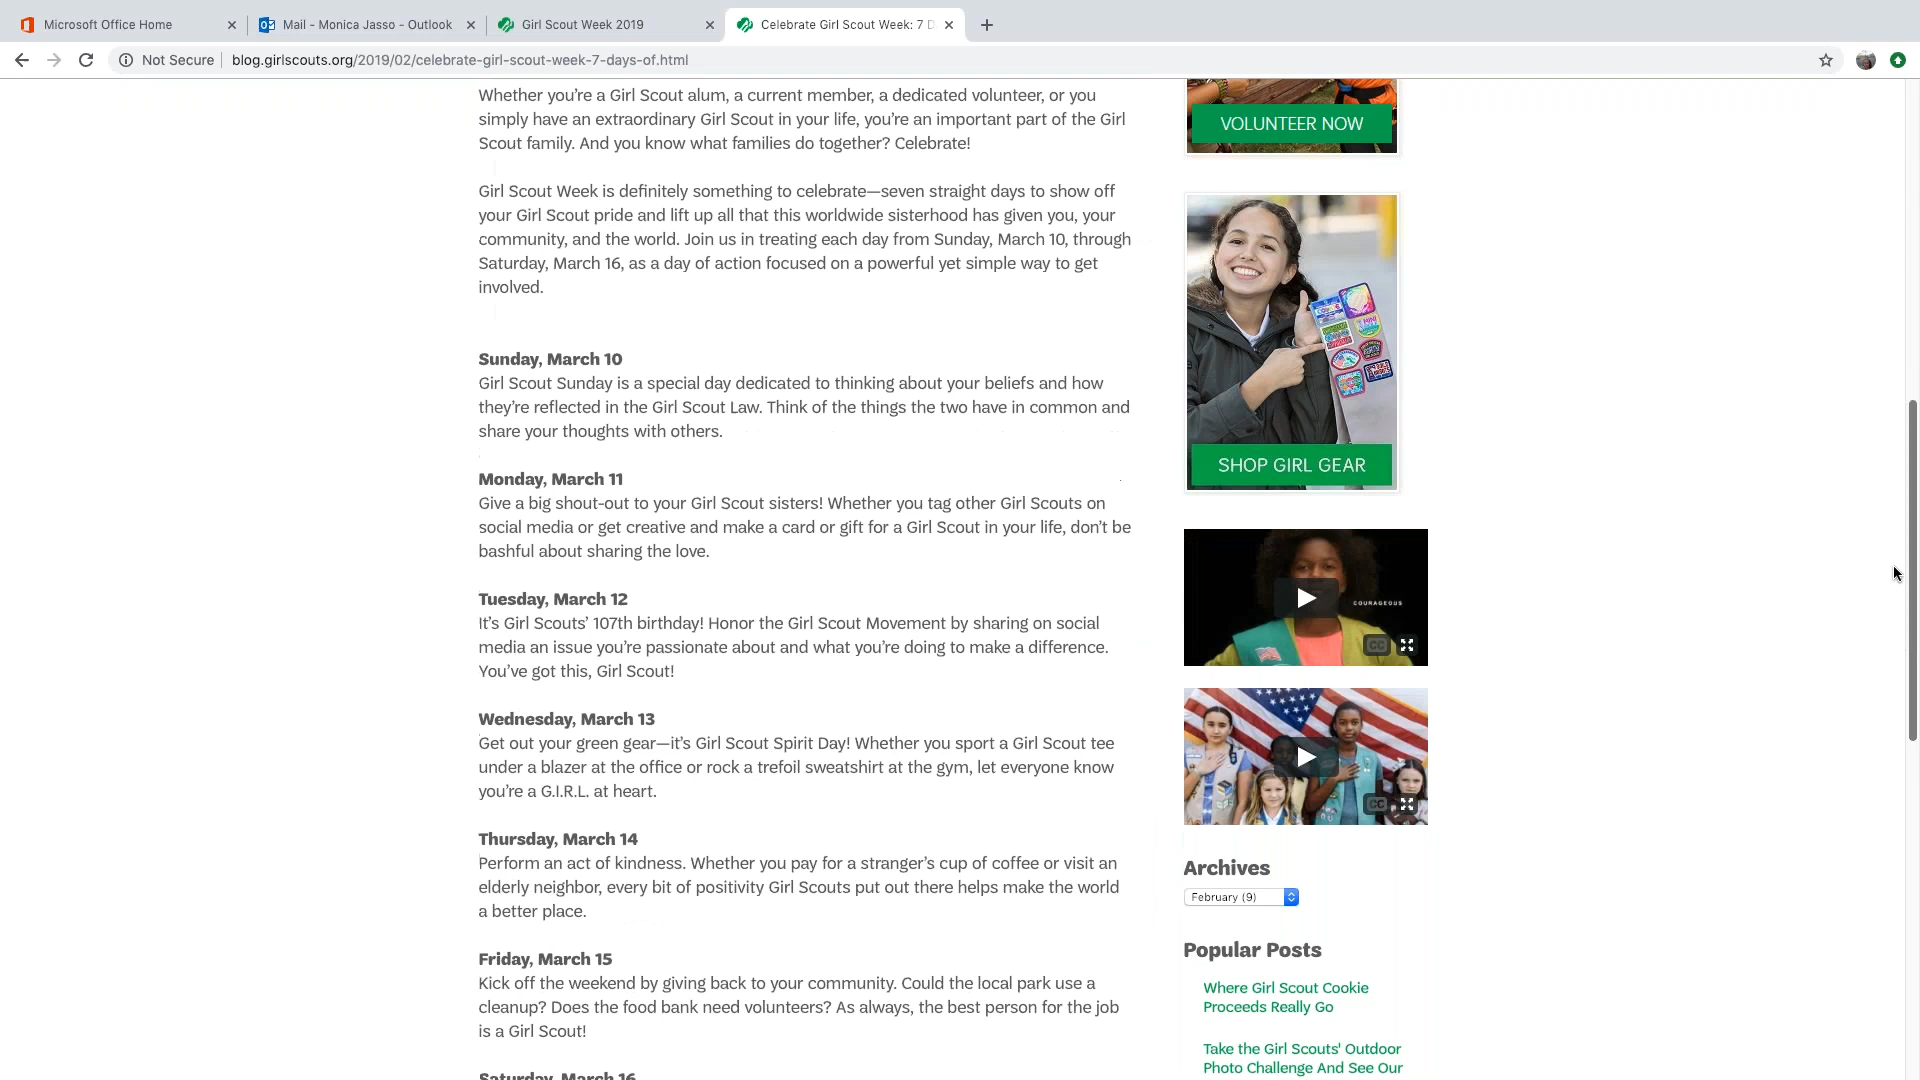 Microsoft Office Home
Mail - Monica Jasso - Outlook
Girl Scout Week 2019
Celebrate Girl Scout Week: 7 D
Not Secure
blog.girlscouts.org/2019/02/celebrate-girl-scout-week-7-days-of.html
Whether you’re a Girl Scout alum, a current member, a dedicated volunteer, or you
simply have an extraordinary Girl Scout in your life, you’re an important part of the Girl
Scout family. And you know what families do together? Celebrate!
Girl Scout Week is definitely something to celebrate—seven straight days to show off
your Girl Scout pride and lift up all that this worldwide sisterhood has given you, your
community, and the world. Join us in treating each day from Sunday, March 10, through
Saturday, March 16, as a day of action focused on a powerful yet simple way to get
involved.
Sunday, March 10
Girl Scout Sunday is a special day dedicated to thinking about your beliefs and how
they’re reflected in the Girl Scout Law. Think of the things the two have in common and
share your thoughts with others.
Monday, March 11
Give a big shout-out to your Girl Scout sisters! Whether you tag other Girl Scouts on
social media or get creative and make a card or gift for a Girl Scout in your life, don’t be
bashful about sharing the love.
Tuesday, March 12
It’s Girl Scouts’ 107th birthday! Honor the Girl Scout Movement by sharing on social
media an issue you’re passionate about and what you’re doing to make a difference.
You’ve got this, Girl Scout!
Wednesday, March 13
Get out your green gear—it’s Girl Scout Spirit Day! Whether you sport a Girl Scout tee
under a blazer at the office or rock a trefoil sweatshirt at the gym, let everyone know
you’re a G.I.R.L. at heart.
Thursday, March 14
Perform an act of kindness. Whether you pay for a stranger’s cup of coffee or visit an
elderly neighbor, every bit of positivity Girl Scouts put out there helps make the world
a better place.
Friday, March 15
Kick off the weekend by giving back to your community. Could the local park use a
cleanup? Does the food bank need volunteers? As always, the best person for the job
is a Girl Scout!
Saturday, March 16
VOLUNTEER NOW
SHOP GIRL GEAR
COURAGEOUS
CC
CC
Archives
February (9)
Popular Posts
Where Girl Scout Cookie
Proceeds Really Go
Take the Girl Scouts' Outdoor
Photo Challenge And See Our